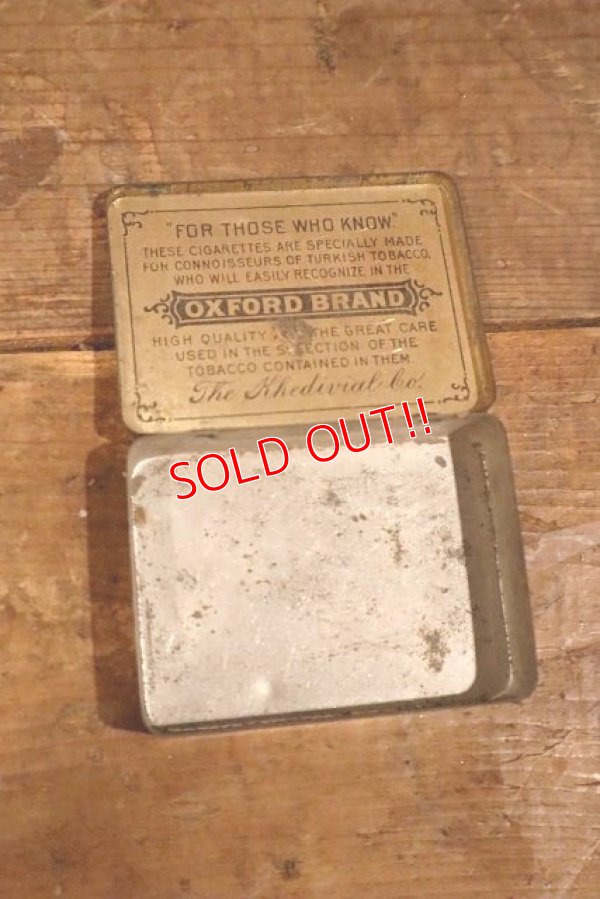 "FOR THOSE WHO KNOW"
THESE CIGARETTES ARE SPECIALLY MADE
FOR CONNOISSEURS OF TURKISH TOBACCO,
WHO WILL EASILY RECOGNIZE IN THE
OXFORD BRAND
HIGH QUALITY AND THE GREAT CARE
USED IN THE SELECTION OF THE
TOBACCO CONTAINED IN THEM
The Khedivial Co.
SOLD OUT!!